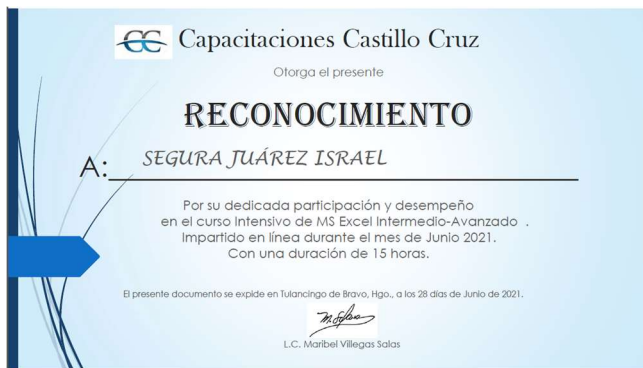 CC Capacitaciones Castillo Cruz
Otorga el presente
RECONOCIMIENTO
A: SEGURA JUÁREZ ISRAEL
Por su dedicada participación y desempeño
en el curso Intensivo de MS Excel Intermedio-Avanzado .
Impartido en línea durante el mes de Junio 2021.
Con una duración de 15 horas.
El presente documento se expide en Tulancingo de Bravo, Hgo., a los 28 días de Junio de 2021.
L.C. Maribel Villegas Salas